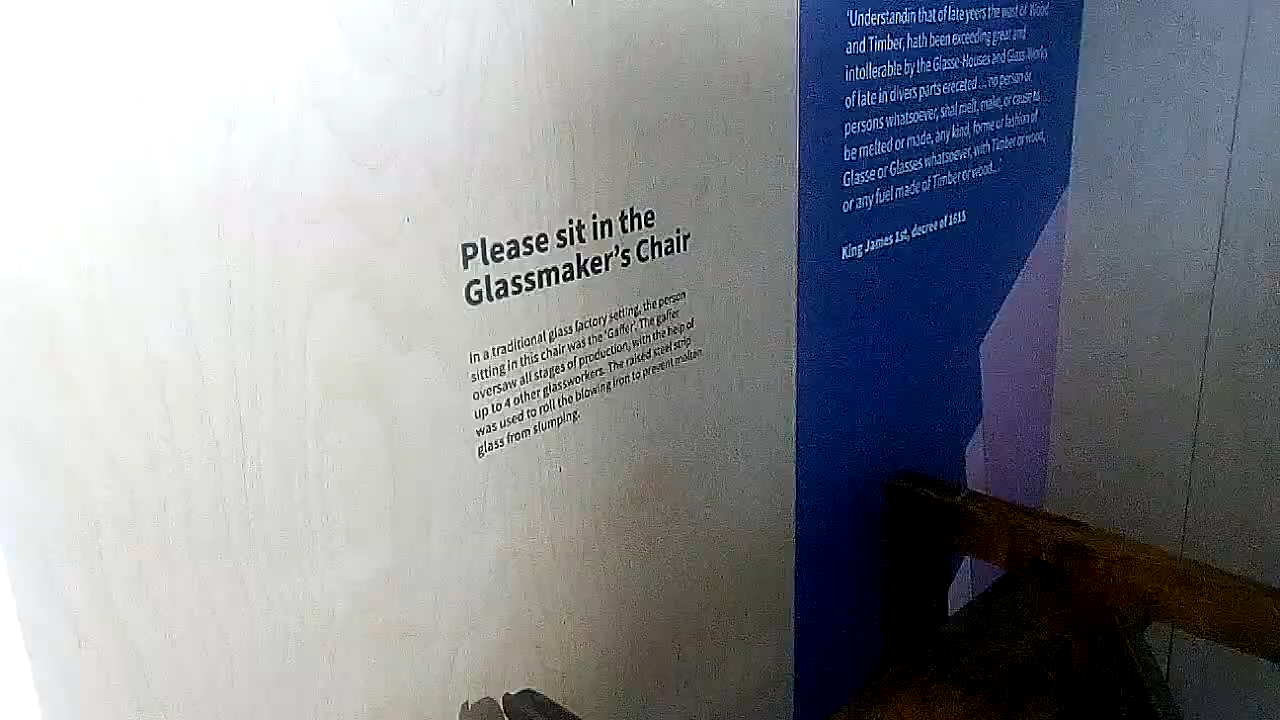 Please sit in the
Glassmaker's Chair
In a traditional glass factory setting, the person
sitting in this chair was the 'Gaffer'. The gaffer
oversaw all stages of production, with the help of
up to 4 other glassworkers. The raised steel strip
was used to roll the blowing iron to prevent molten
glass from slumping.
'Understandin that of late yeers the wast of Wood
and Timber, hath been exceeding great and
intollerable by the Glasse-Houses and Glass-Works
of late in divers parts erected ... no person or
persons whatsoever, shal melt, make, or cause to
be melted or made, any kind, forme or fashion of
Glasse or Glasses whatsoever, with Timber or wood,
or any fuel made of Timber or wood...'
King James 1st, decree of 1615